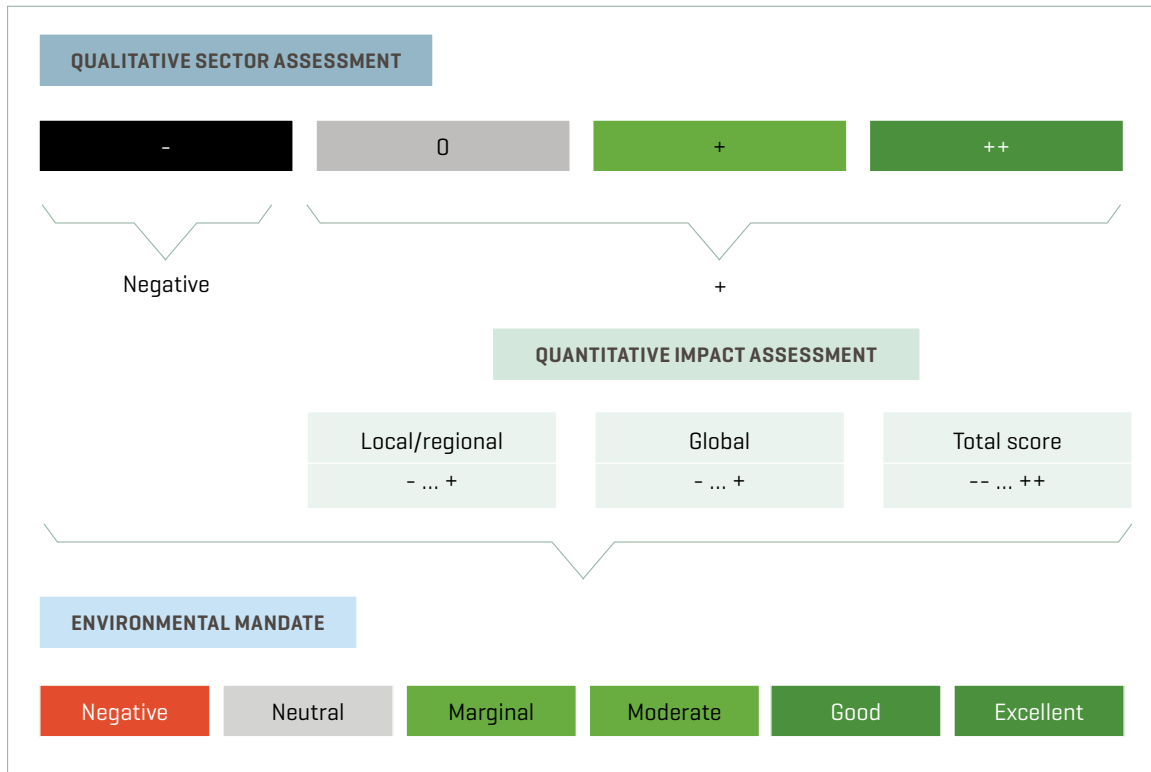 QUALITATIVE SECTOR ASSESSMENT
- 0 + ++
Negative +
QUANTITATIVE IMPACT ASSESSMENT
Local/regional Global Total score
- ... + - ... + -- ... ++
ENVIRONMENTAL MANDATE
Negative Neutral Marginal Moderate Good Excellent